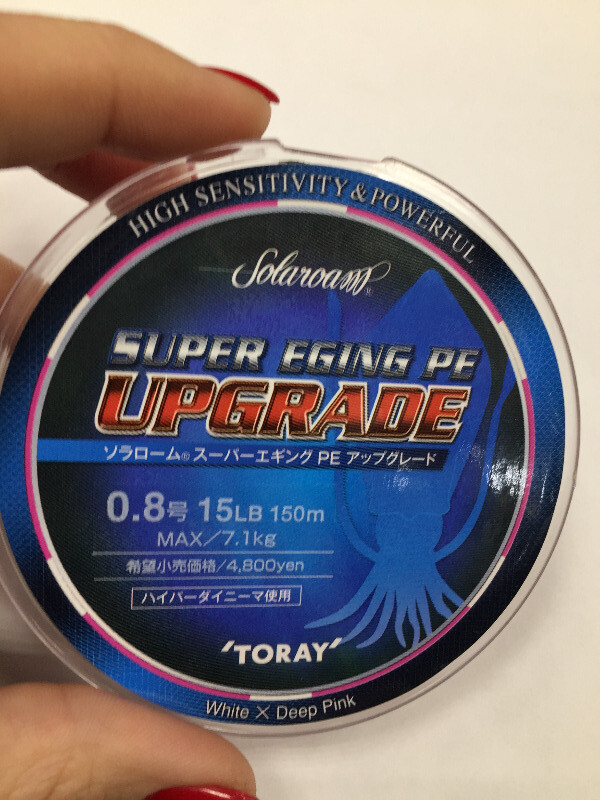 HIGH SENSITIVITY & POWERFUL
Solaroam®
SUPER EGING PE
UPGRADE
ソラローム® スーパーエギング PE アップグレード
0.8号 15LB 150m
MAX/7.1kg
希望小売価格/4,800yen
ハイパーダイニーマ使用
'TORAY'
White × Deep Pink